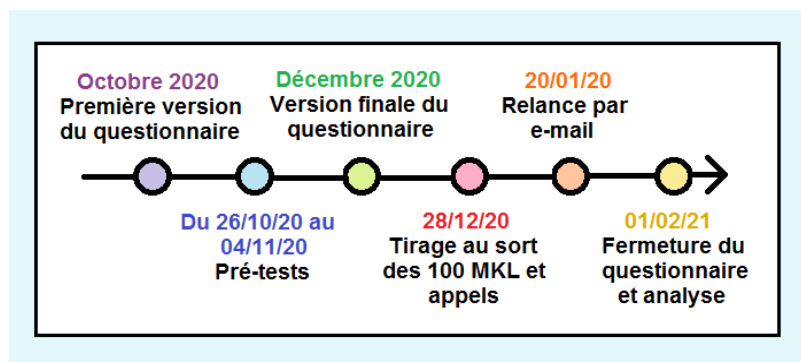 Octobre 2020
Première version
du questionnaire
Du 26/10/20 au
04/11/20
Pré-tests
Décembre 2020
Version finale du
questionnaire
28/12/20
Tirage au sort
des 100 MKL et
appels
20/01/20
Relance par
e-mail
01/02/21
Fermeture du
questionnaire
et analyse